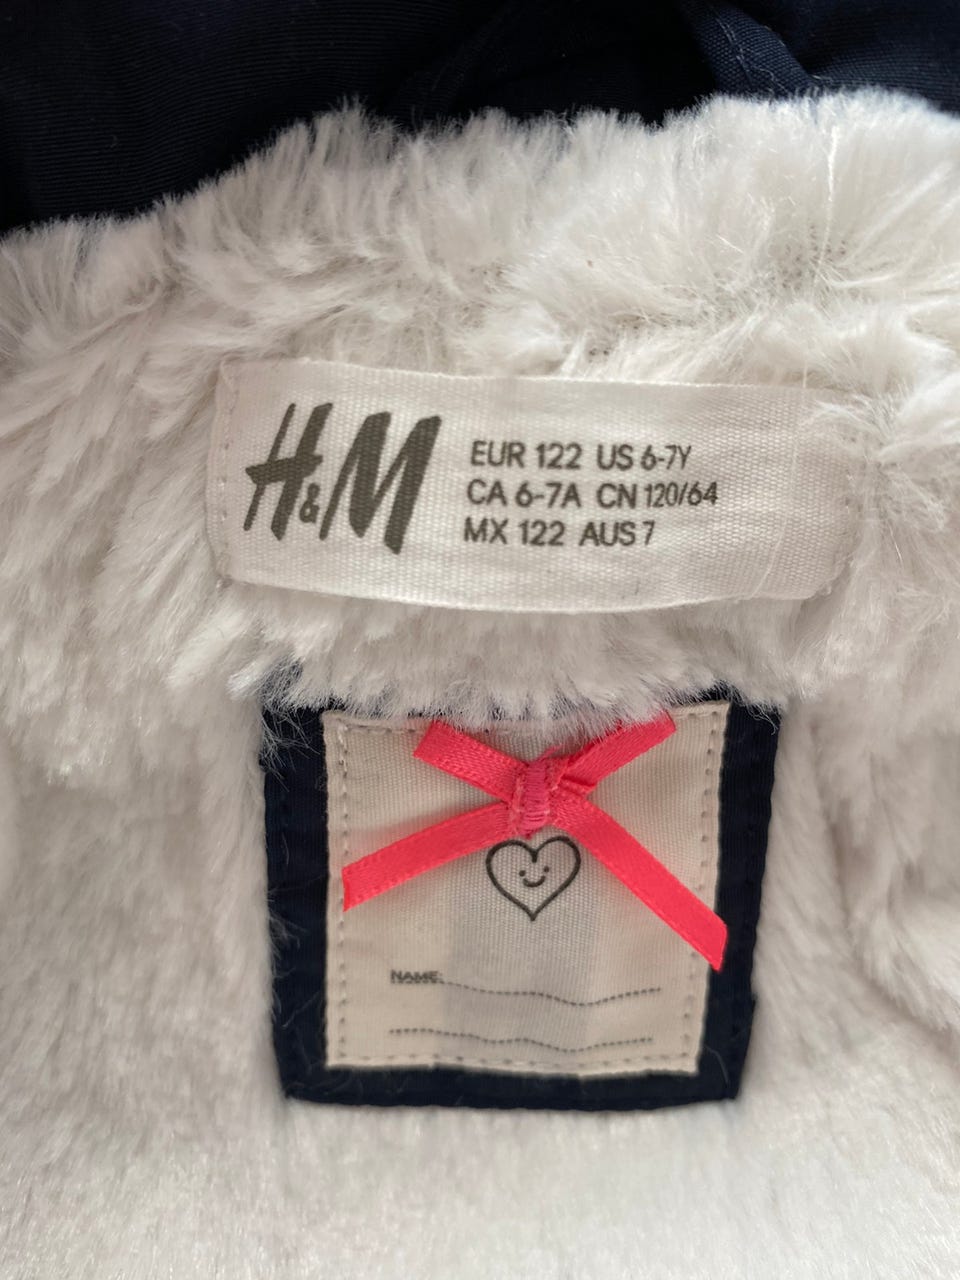 H&M
EUR 122 US 6-7Y
CA 6-7A CN 120/64
MX 122 AUS 7
NAME: